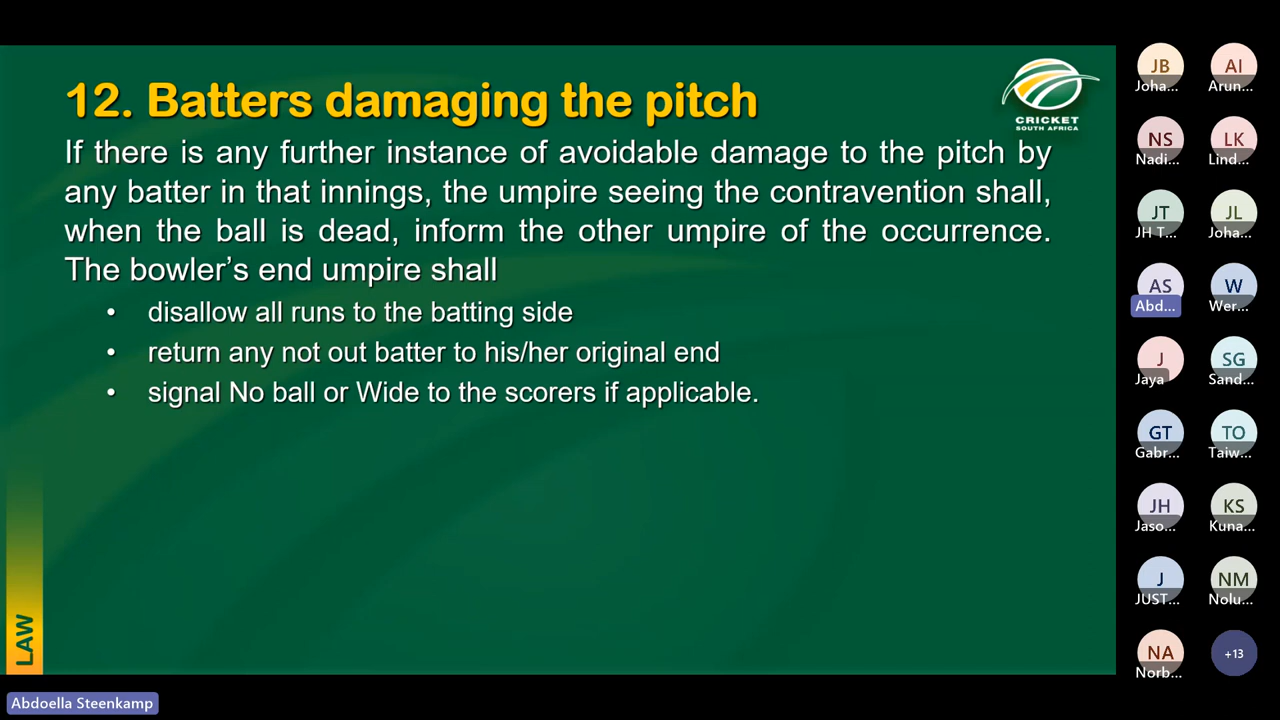 12. Batters damaging the pitch
CRICKET
SOUTH AFRICA
If there is any further instance of avoidable damage to the pitch by
any batter in that innings, the umpire seeing the contravention shall,
when the ball is dead, inform the other umpire of the occurrence.
The bowler’s end umpire shall
• disallow all runs to the batting side
• return any not out batter to his/her original end
• signal No ball or Wide to the scorers if applicable.
LAW
Abdoella Steenkamp
JB AI
Joha... Arun...
NS LK
Nadi... Lind...
JT JL
JH T... Joha...
AS W
Abd... Wer...
J SG
Jaya Sand...
GT TO
Gabr... Taiw...
JH KS
Jaso... Kuna...
J NM
JUST... Nolu...
NA +13
Norb...